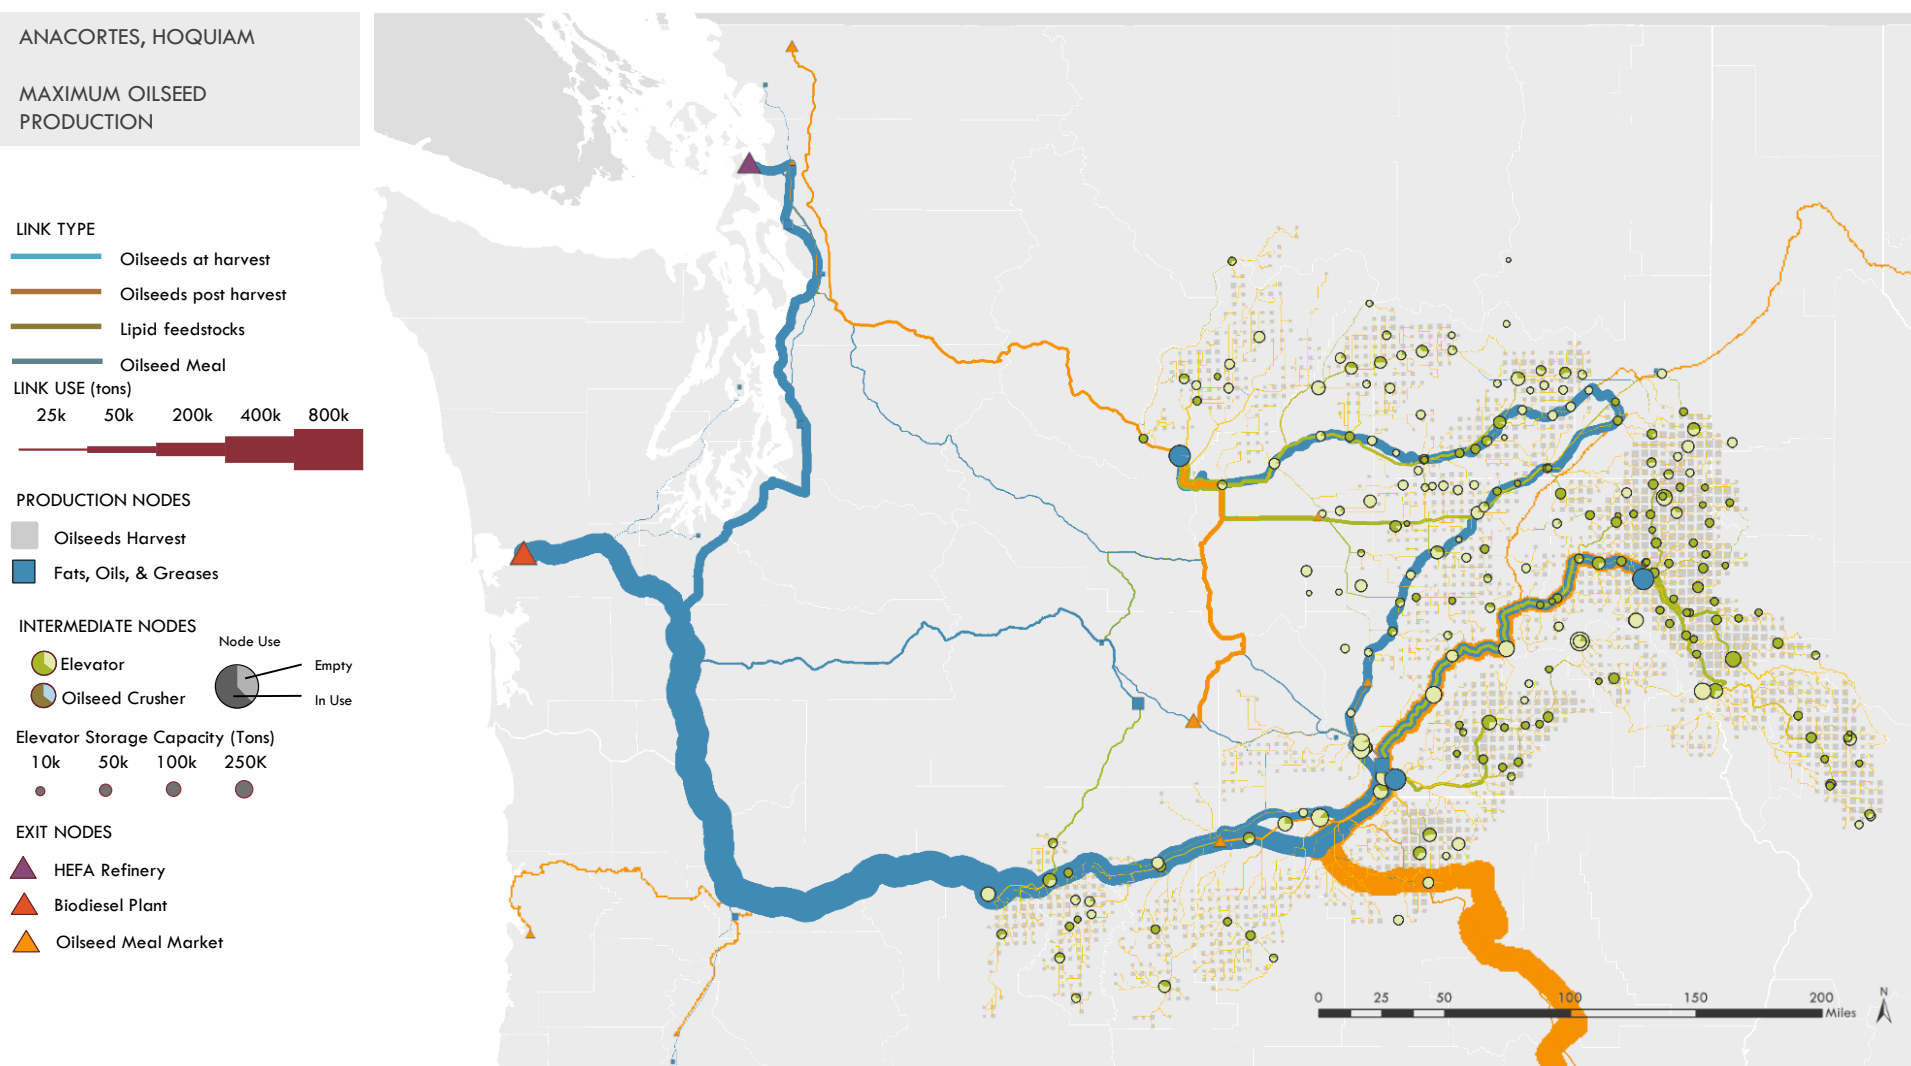 ANACORTES, HOQUIAM
MAXIMUM OILSEED
PRODUCTION
LINK TYPE
Oilseeds at harvest
Oilseeds post harvest
Lipid feedstocks
Oilseed Meal
LINK USE (tons)
25k 50k 200k 400k 800k
PRODUCTION NODES
Oilseeds Harvest
Fats, Oils, & Greases
INTERMEDIATE NODES
Node Use
Elevator
Empty
Oilseed Crusher
In Use
Elevator Storage Capacity (Tons)
10k 50k 100k 250K
EXIT NODES
HEFA Refinery
Biodiesel Plant
Oilseed Meal Market
0 25 50 100 150 200
Miles
N